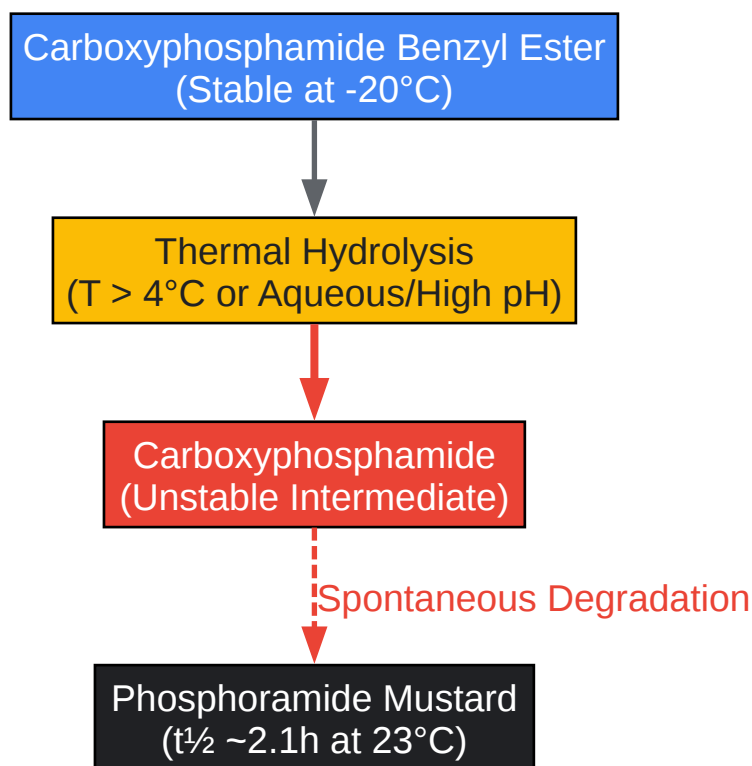 Carboxyphosphamide Benzyl Ester
(Stable at -20°C)
Thermal Hydrolysis
(T > 4°C or Aqueous/High pH)
Carboxyphosphamide
(Unstable Intermediate)
Spontaneous Degradation
Phosphoramide Mustard
(t½ ~2.1h at 23°C)